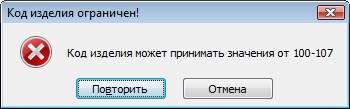 Код изделия ограничен!
Код изделия может принимать значения от 100-107
Повторить
Отмена